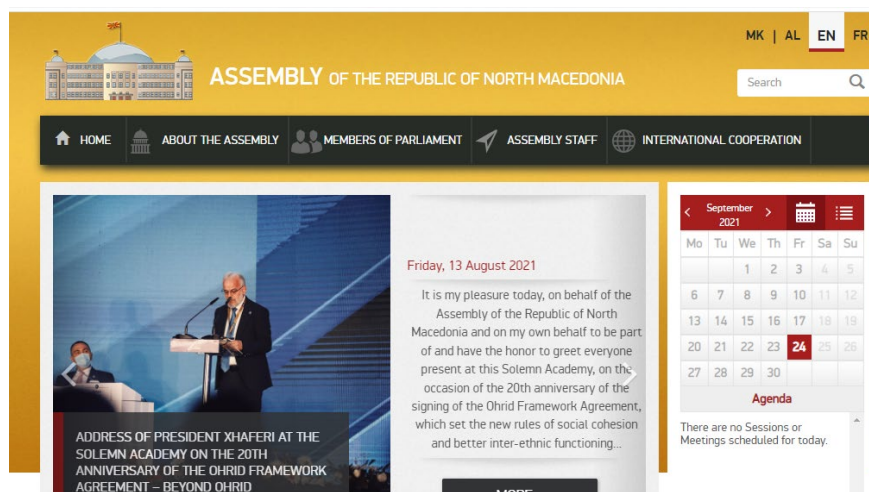 MK | AL EN FR
ASSEMBLY OF THE REPUBLIC OF NORTH MACEDONIA
Search
HOME ABOUT THE ASSEMBLY MEMBERS OF PARLIAMENT ASSEMBLY STAFF INTERNATIONAL COOPERATION
Friday, 13 August 2021
It is my pleasure today, on behalf of the
Assembly of the Republic of North
Macedonia and on my own behalf to be part
of and have the honor to greet everyone
present at this Solemn Academy, on the
occasion of the 20th anniversary of the
signing of the Ohrid Framework Agreement,
which set the new rules of social cohesion
and better inter-ethnic functioning...
MORE
ADDRESS OF PRESIDENT XHAFERI AT THE
SOLEMN ACADEMY ON THE 20TH
ANNIVERSARY OF THE OHRID FRAMEWORK
AGREEMENT – BEYOND OHRID
< September >
2021
Mo Tu We Th Fr Sa Su
1 2 3 4 5
6 7 8 9 10 11 12
13 14 15 16 17 18 19
20 21 22 23 24 25 26
27 28 29 30
Agenda
There are no Sessions or
Meetings scheduled for today.